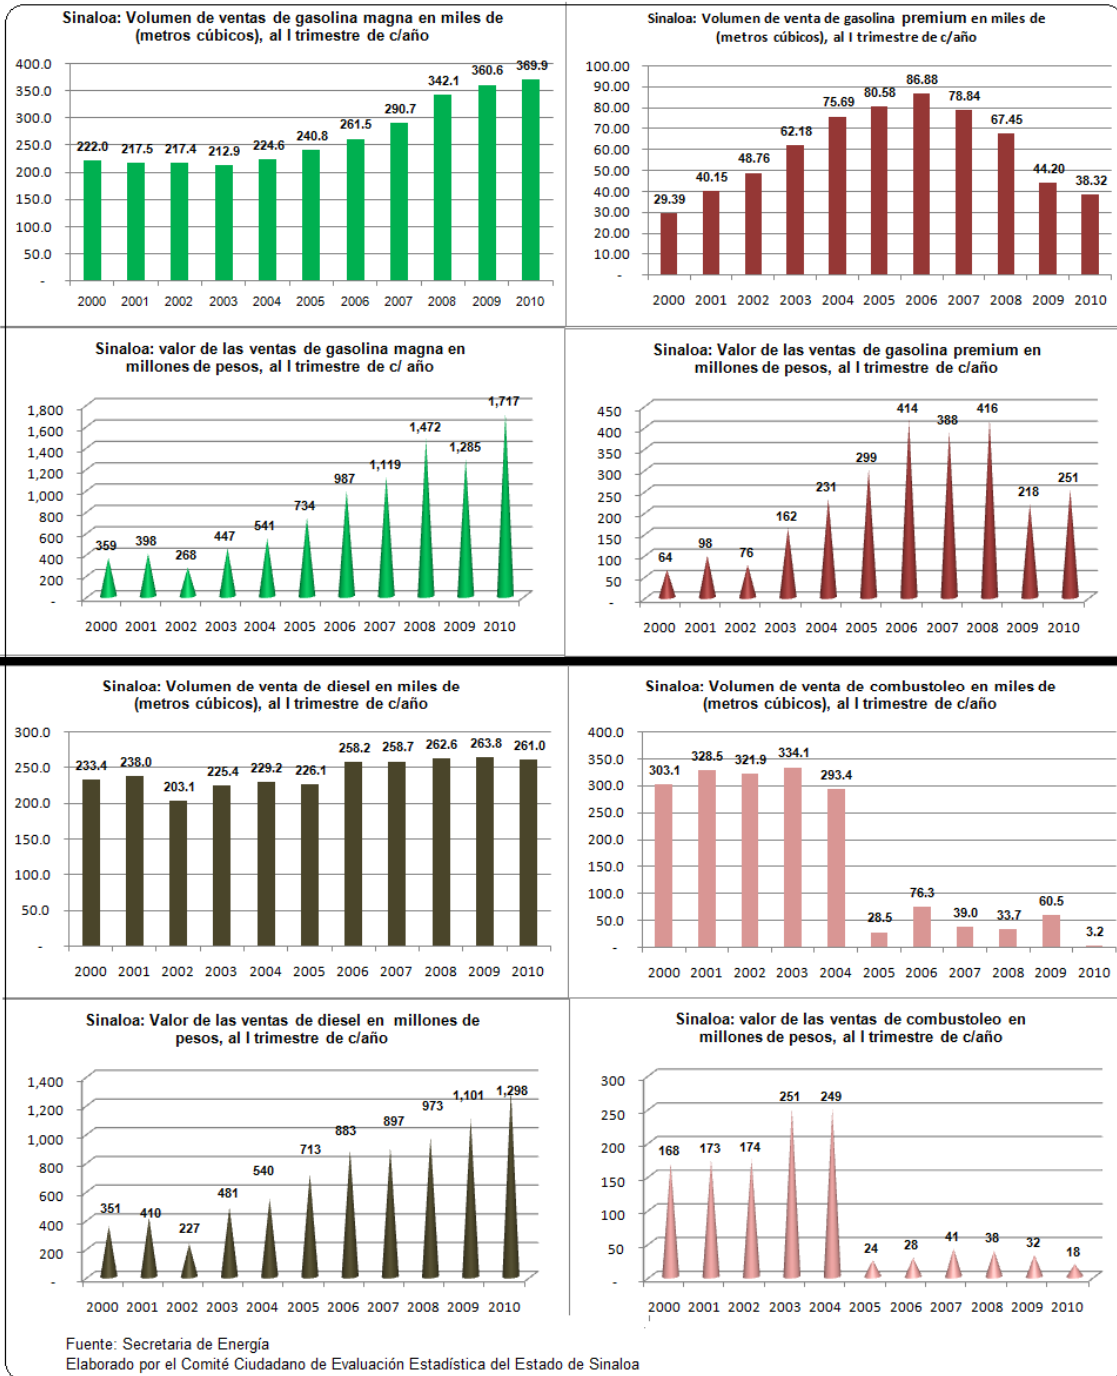 Sinaloa: Volumen de ventas de gasolina magna en miles de
(metros cúbicos), al I trimestre de c/año
400.0
350.0
300.0
250.0
200.0
150.0
100.0
50.0
-
222.0 217.5 217.4 212.9 224.6 240.8 261.5 290.7 342.1 360.6 369.9
2000 2001 2002 2003 2004 2005 2006 2007 2008 2009 2010
Sinaloa: Volumen de venta de gasolina premium en miles de
(metros cúbicos), al I trimestre de c/año
100.00
90.00
80.00
70.00
60.00
50.00
40.00
30.00
20.00
10.00
-
29.39 40.15 48.76 62.18 75.69 80.58 86.88 78.84 67.45 44.20 38.32
2000 2001 2002 2003 2004 2005 2006 2007 2008 2009 2010
Sinaloa: valor de las ventas de gasolina magna en
millones de pesos, al I trimestre de c/ año
1,800
1,600
1,400
1,200
1,000
800
600
400
200
-
359 398 268 447 541 734 987 1,119 1,472 1,285 1,717
2000 2001 2002 2003 2004 2005 2006 2007 2008 2009 2010
Sinaloa: Valor de las ventas de gasolina premium en
millones de pesos, al I trimestre de c/año
450
400
350
300
250
200
150
100
50
-
64 98 76 162 231 299 414 388 416 218 251
2000 2001 2002 2003 2004 2005 2006 2007 2008 2009 2010
Sinaloa: Volumen de venta de diesel en miles de
(metros cúbicos), al I trimestre de c/año
300.0
250.0
200.0
150.0
100.0
50.0
-
233.4 238.0 203.1 225.4 229.2 226.1 258.2 258.7 262.6 263.8 261.0
2000 2001 2002 2003 2004 2005 2006 2007 2008 2009 2010
Sinaloa: Volumen de venta de combustoleo en miles de
(metros cúbicos), al I trimestre de c/año
400.0
350.0
300.0
250.0
200.0
150.0
100.0
50.0
-
303.1 328.5 321.9 334.1 293.4 28.5 76.3 39.0 33.7 60.5 3.2
2000 2001 2002 2003 2004 2005 2006 2007 2008 2009 2010
Sinaloa: Valor de las ventas de diesel en millones de
pesos, al I trimestre de c/año
1,400
1,200
1,000
800
600
400
200
-
351 410 227 481 540 713 883 897 973 1,101 1,298
2000 2001 2002 2003 2004 2005 2006 2007 2008 2009 2010
Sinaloa: valor de las ventas de combustoleo en
millones de pesos, al I trimestre de c/año
300
250
200
150
100
50
-
168 173 174 251 249 24 28 41 38 32 18
2000 2001 2002 2003 2004 2005 2006 2007 2008 2009 2010
Fuente: Secretaria de Energía
Elaborado por el Comité Ciudadano de Evaluación Estadística del Estado de Sinaloa